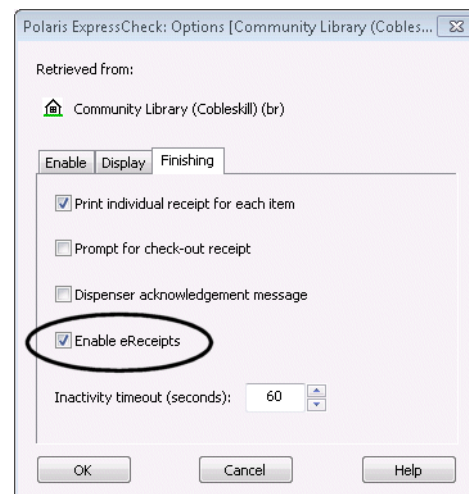 Polaris ExpressCheck: Options [Community Library (Cobles...
Retrieved from:
Community Library (Cobleskill) (br)
Enable Display Finishing
Print individual receipt for each item
Prompt for check-out receipt
Dispenser acknowledgement message
Enable eReceipts
Inactivity timeout (seconds): 60
OK Cancel Help